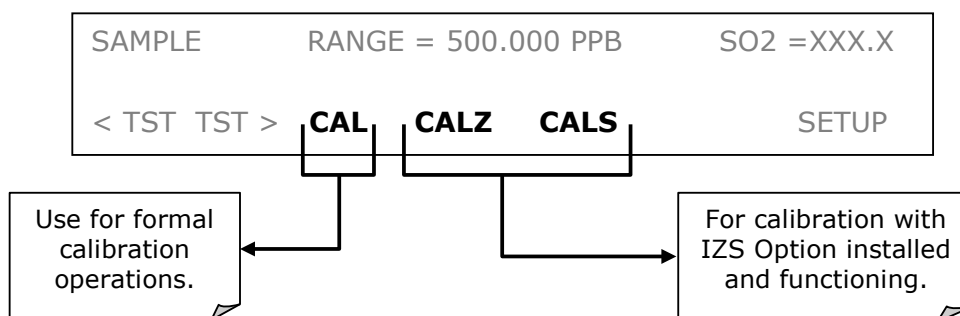 SAMPLE RANGE = 500.000 PPB SO2 =XXX.X
< TST TST > CAL CALZ CALS SETUP
Use for formal
calibration
operations.
For calibration with
IZS Option installed
and functioning.